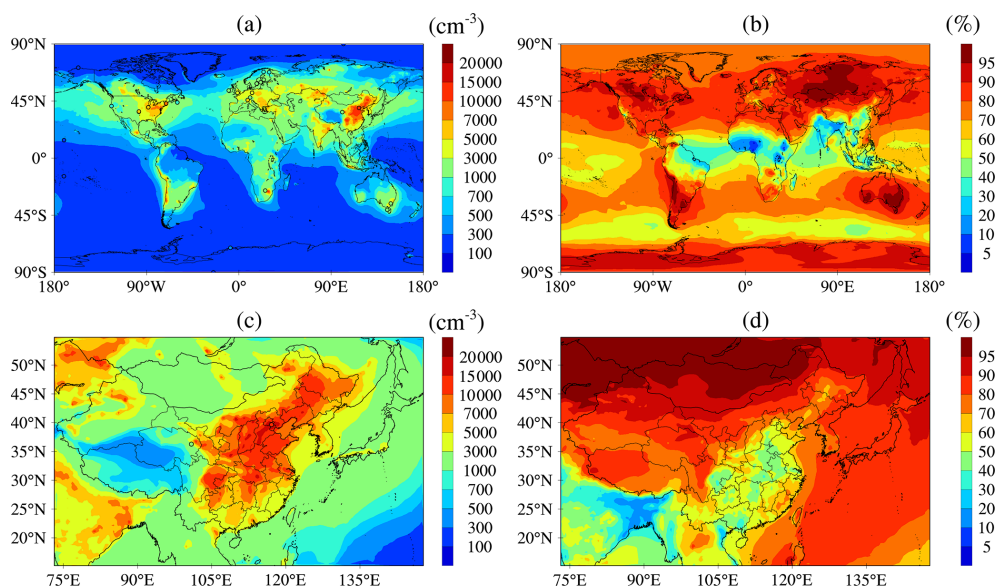 (a) cm-3 (b) (%)
90°N 20000 90°N 95
15000 95
45°N 10000 45°N 80
7000 70
5000 60
0° 3000 0° 50
1000 40
700 30
45°S 500 45°S 20
300 10
100 5
90°S 90°S
180° 90°W 0° 90°E 180° 180° 90°W 0° 90°E 180°
(c) cm-3 (d) (%)
50°N 20000 50°N 95
15000 95
45°N 10000 45°N 80
40°N 7000 40°N 70
5000 60
35°N 3000 35°N 50
30°N 1000 30°N 40
700 30
25°N 500 25°N 20
20°N 300 20°N 10
100 5
75°E 90°E 105°E 120°E 135°E 75°E 90°E 105°E 120°E 135°E